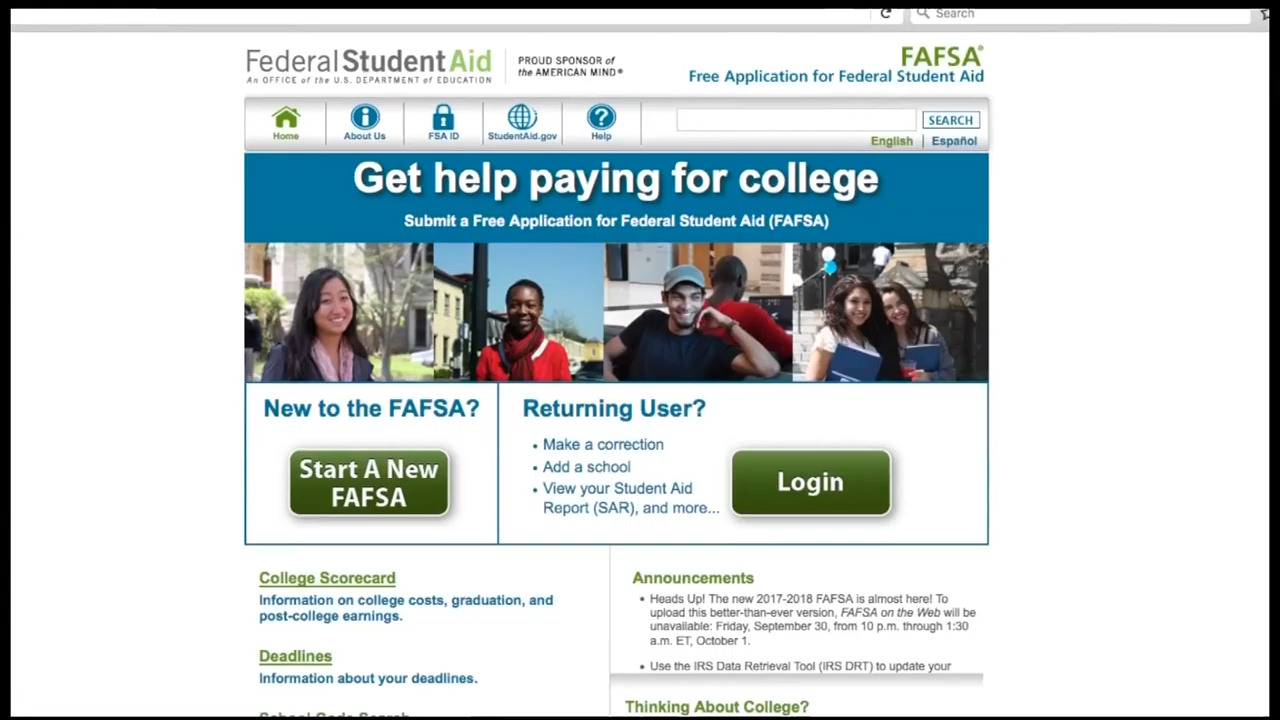 Search
Federal Student Aid
An OFFICE of the U.S. DEPARTMENT of EDUCATION
PROUD SPONSOR of
the AMERICAN MIND®
FAFSA®
Free Application for Federal Student Aid
Home
About Us
FSA ID
StudentAid.gov
Help
SEARCH
English
Español
Get help paying for college
Submit a Free Application for Federal Student Aid (FAFSA)
New to the FAFSA?
Start A New
FAFSA
Returning User?
• Make a correction
• Add a school
• View your Student Aid
Report (SAR), and more...
Login
College Scorecard
Information on college costs, graduation, and
post-college earnings.
Deadlines
Information about your deadlines.
School Code Search
Announcements
• Heads Up! The new 2017-2018 FAFSA is almost here! To
upload this better-than-ever version, FAFSA on the Web will be
unavailable: Friday, September 30, from 10 p.m. through 1:30
a.m. ET, October 1.
• Use the IRS Data Retrieval Tool (IRS DRT) to update your
Thinking About College?